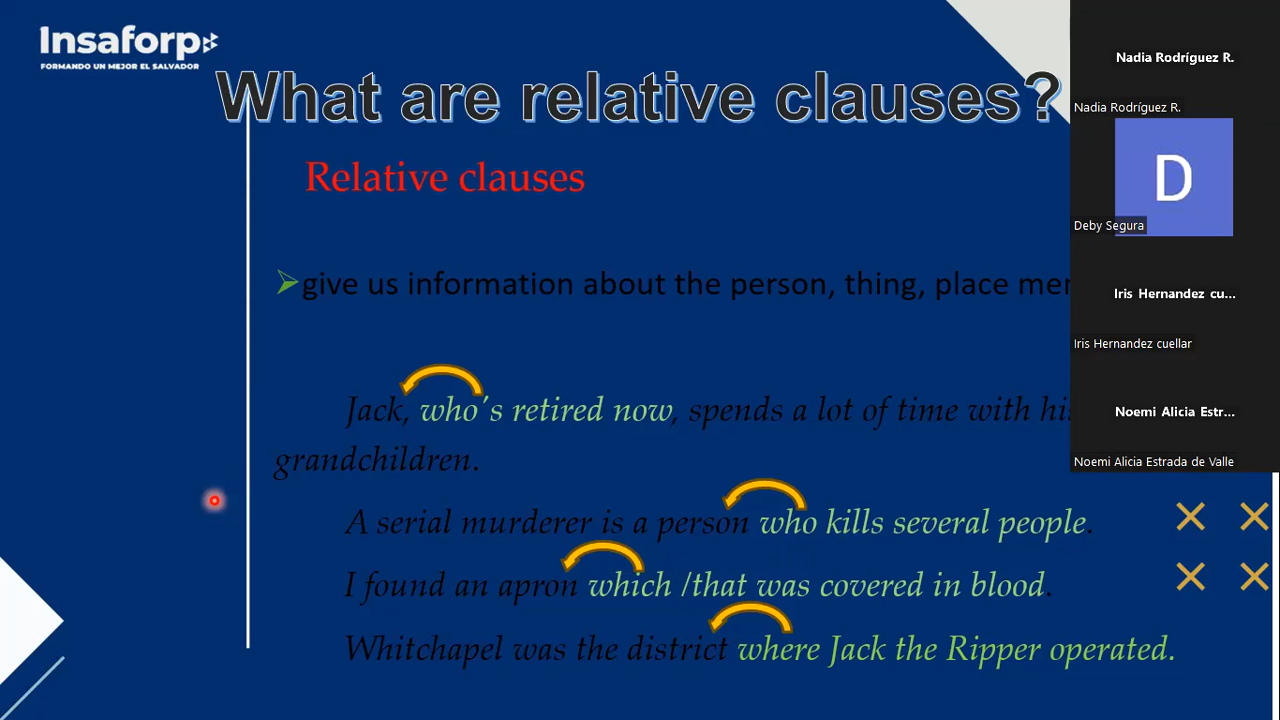 Insaforp
FORMANDO UN MEJOR EL SALVADOR
What are relative clauses?
Relative clauses
give us information about the person, thing, place
Jack, who's retired now, spends a lot of time with his
grandchildren.
A serial murderer is a person who kills several people.
I found an apron which /that was covered in blood.
Whitchapel was the district where Jack the Ripper operated.
Nadia Rodríguez R.
Nadia Rodríguez R.
D
Deby Segura
Iris Hernandez cu...
Iris Hernandez cuellar
Noemi Alicia Estr...
Noemi Alicia Estrada de Valle